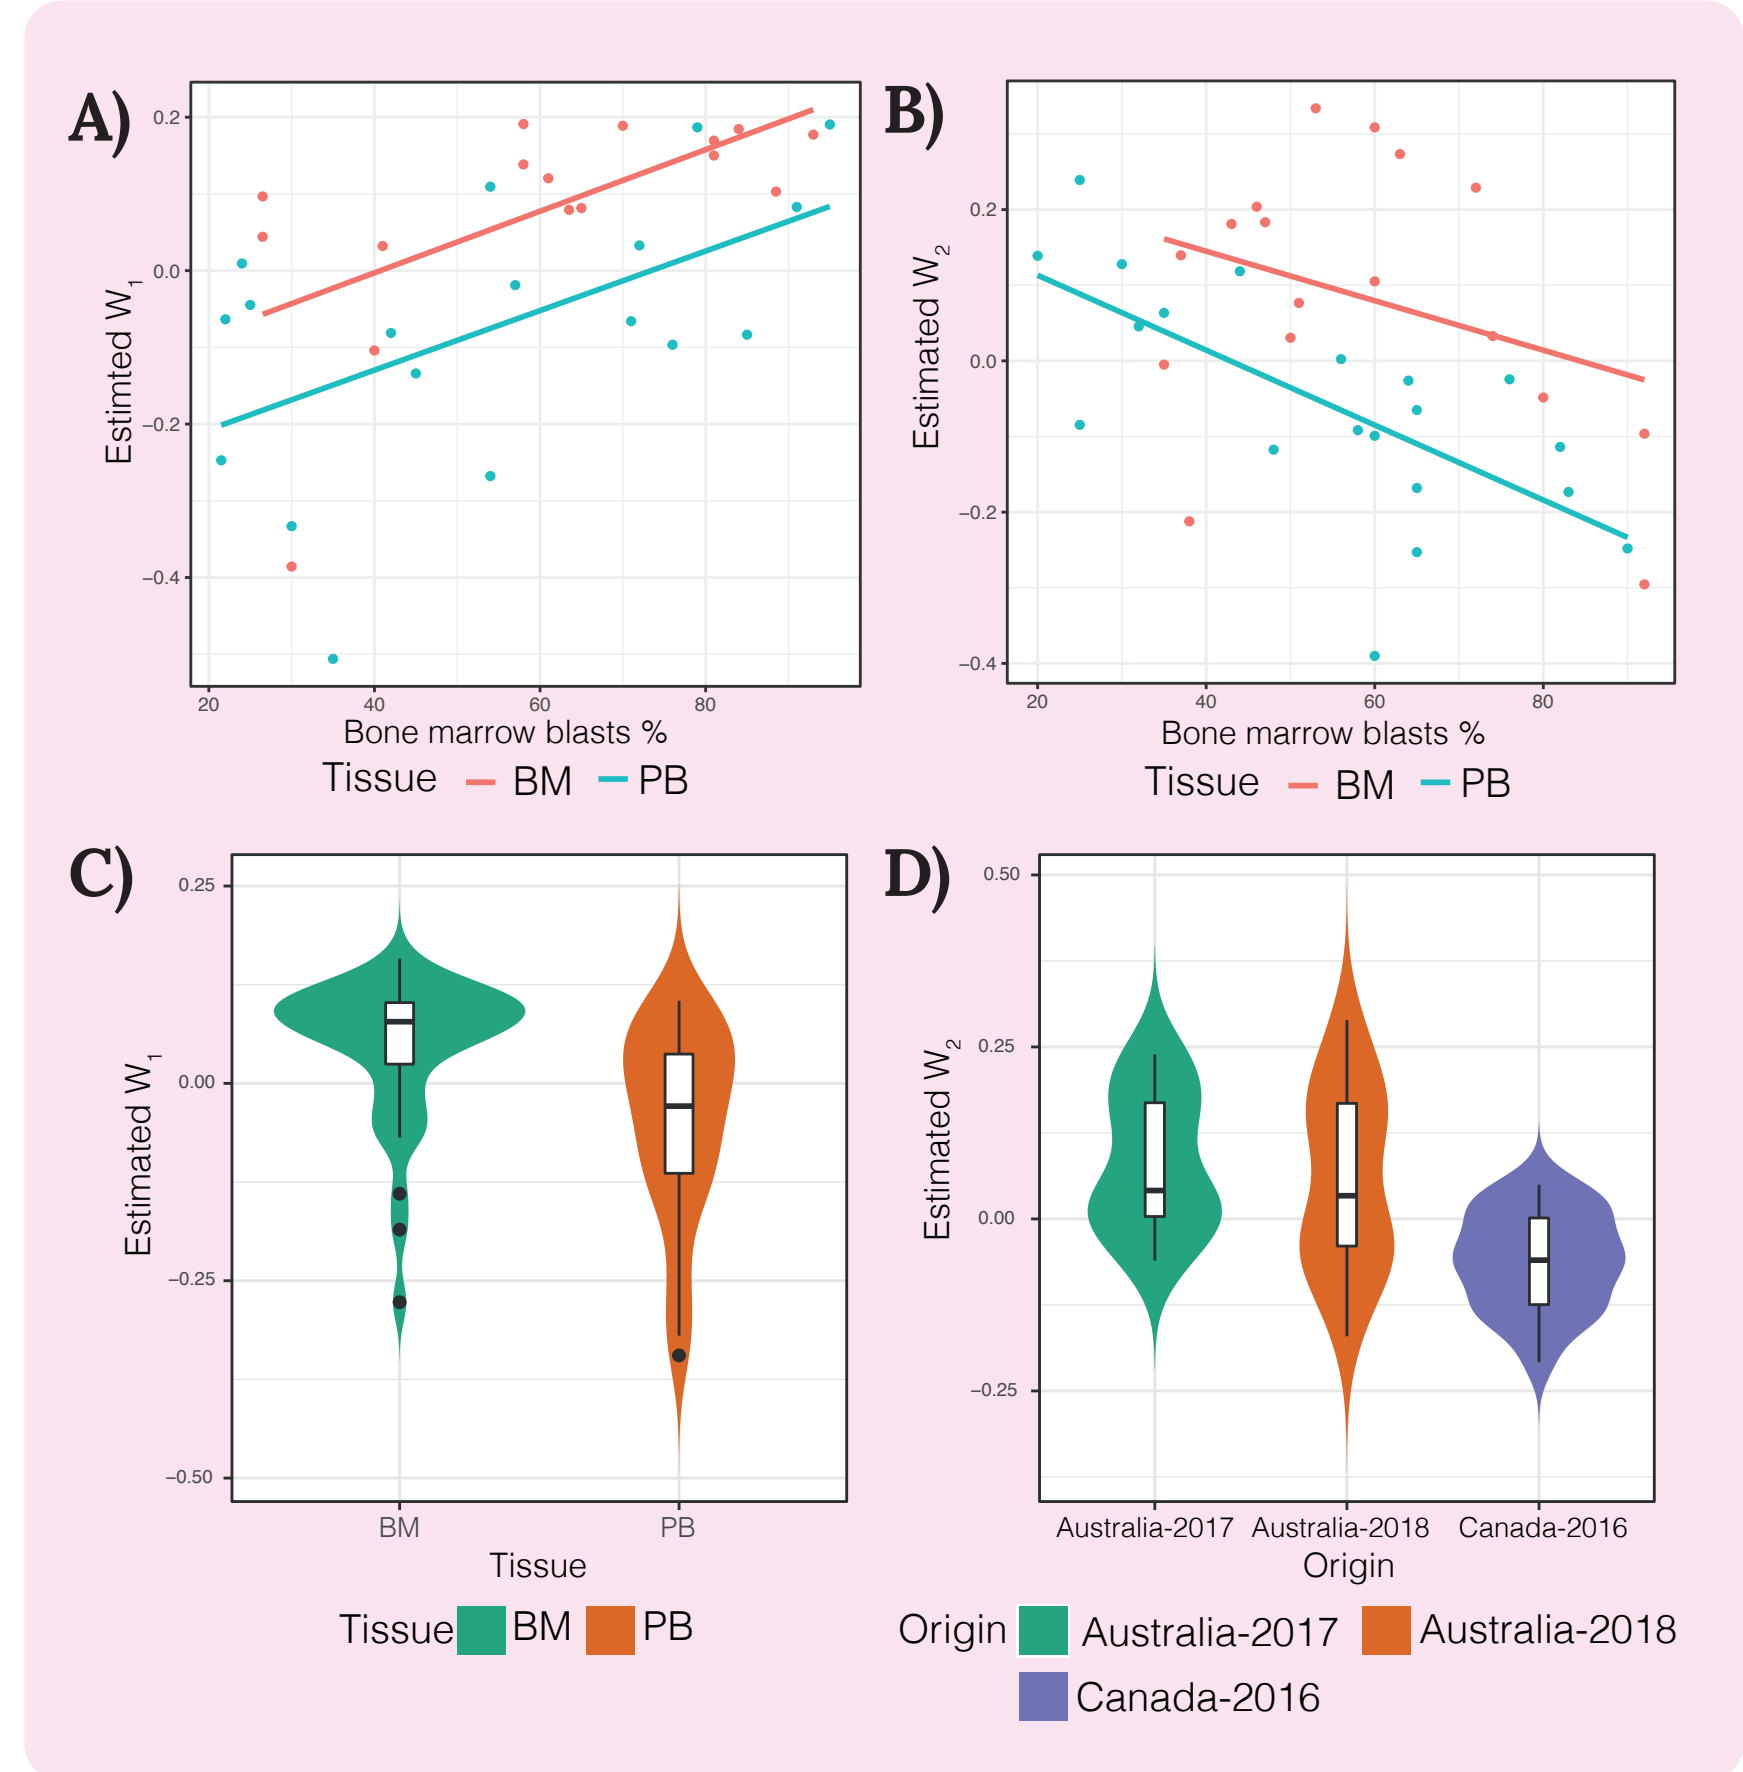 A)
0.2
0.0
−0.2
−0.4
Estimted W1
20 40 60 80
Bone marrow blasts %
Tissue BM PB
B)
0.2
0.0
−0.2
−0.4
Estimated W2
20 40 60 80
Bone marrow blasts %
Tissue BM PB
C)
0.25
0.00
−0.25
−0.50
Estimated W1
BM PB
Tissue
Tissue BM PB
D)
0.50
0.25
0.00
−0.25
Estimated W2
Australia-2017 Australia-2018 Canada-2016
Origin
Origin Australia-2017 Australia-2018
Canada-2016